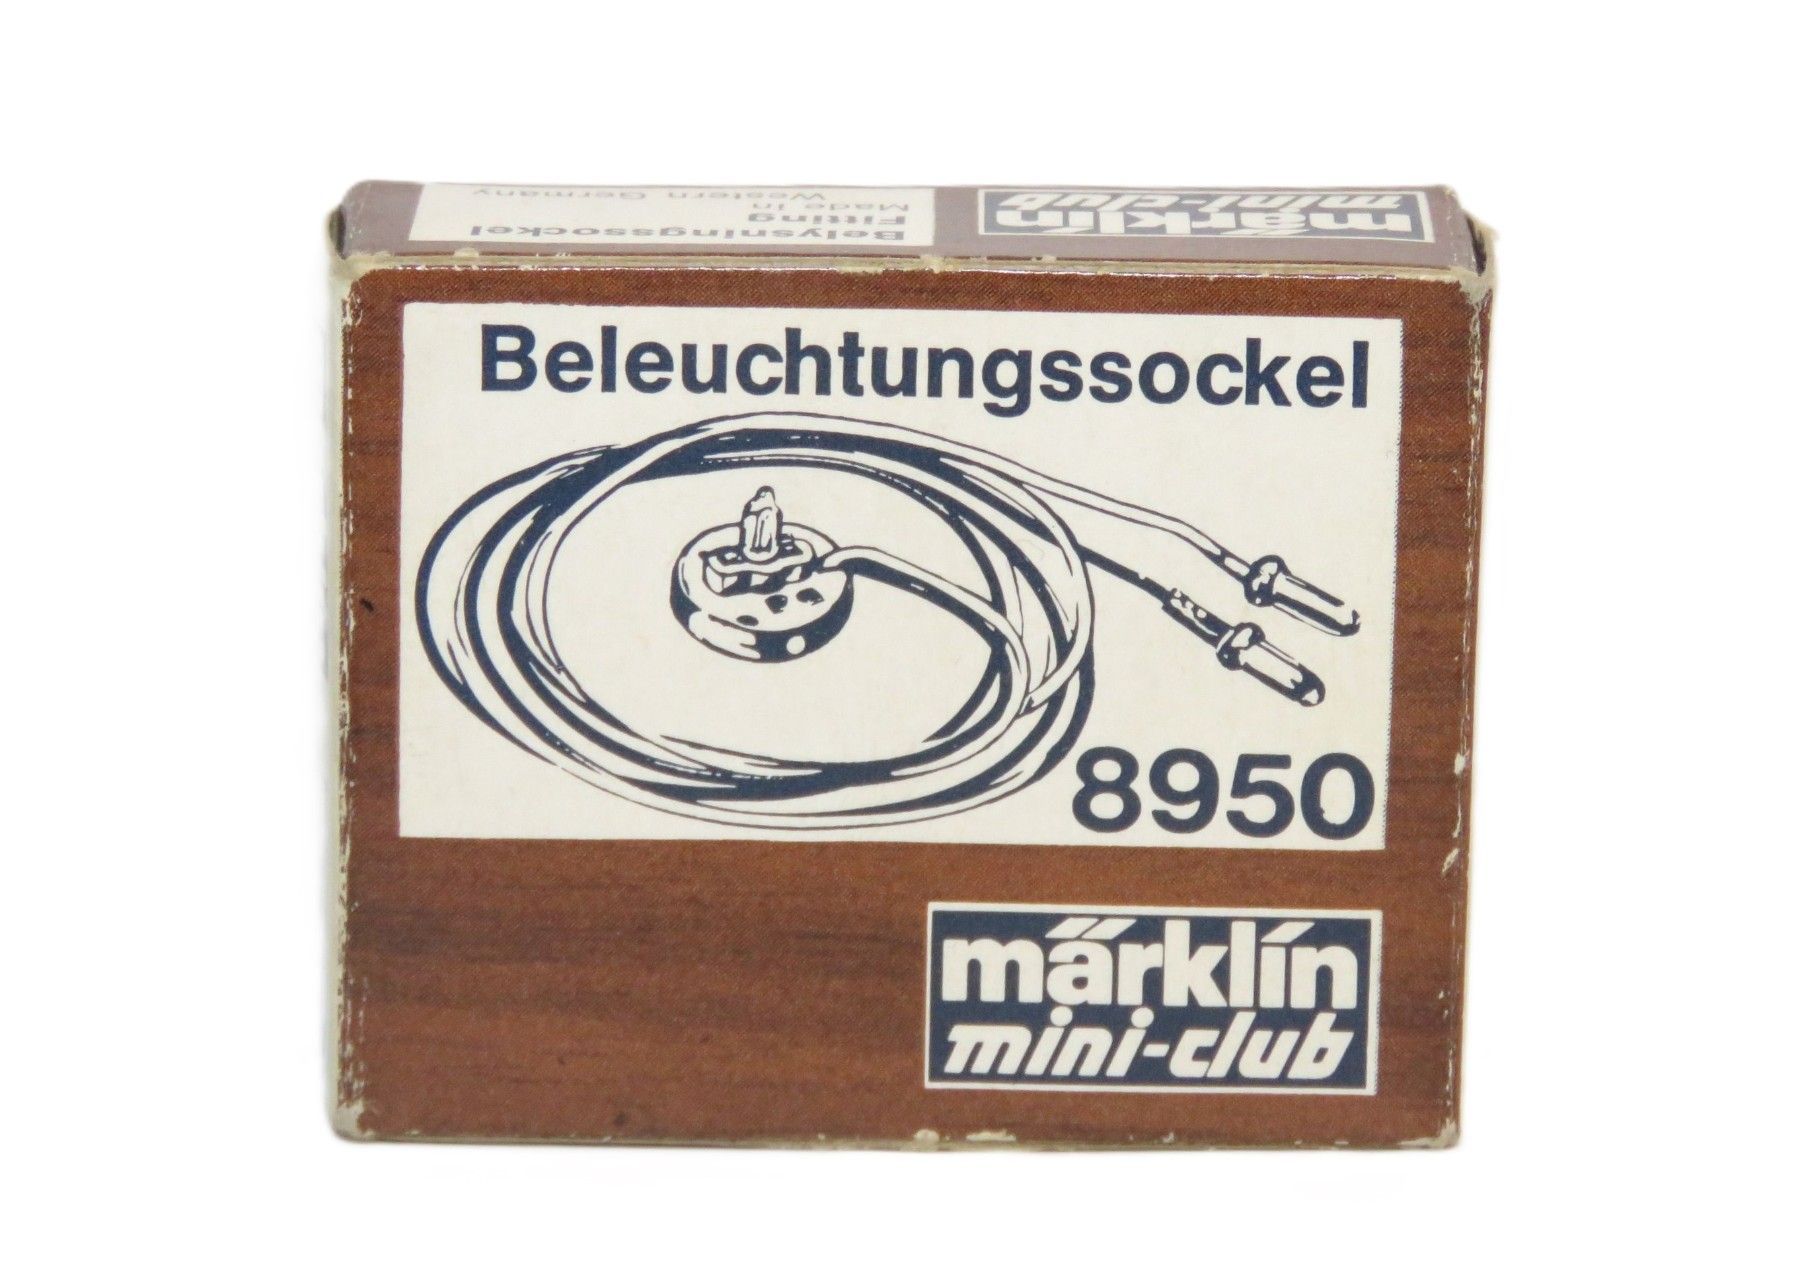 Belysningssockel
Fitting
Made in
Western Germany
märklin
mini-club
Beleuchtungssockel
8950
märklin
mini-club